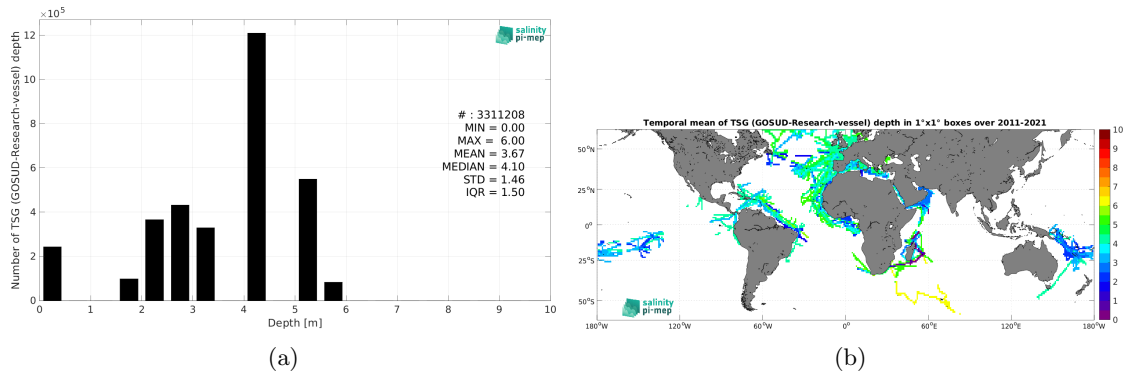 ×10⁵
salinity
pi-mep
12
10
8
6
4
2
0
Number of TSG (GOSUD-Research-vessel) depth
# : 3311208
MIN = 0.00
MAX = 6.00
MEAN = 3.67
MEDIAN = 4.10
STD = 1.46
IQR = 1.50
0 1 2 3 4 5 6 7 8 9 10
Depth [m]
(a)
Temporal mean of TSG (GOSUD-Research-vessel) depth in 1°x1° boxes over 2011-2021
50°N
25°N
0°
25°S
50°S
180°W 120°W 60°W 0° 60°E 120°E 180°W
salinity
pi-mep
10
9
8
7
6
5
4
3
2
1
0
(b)